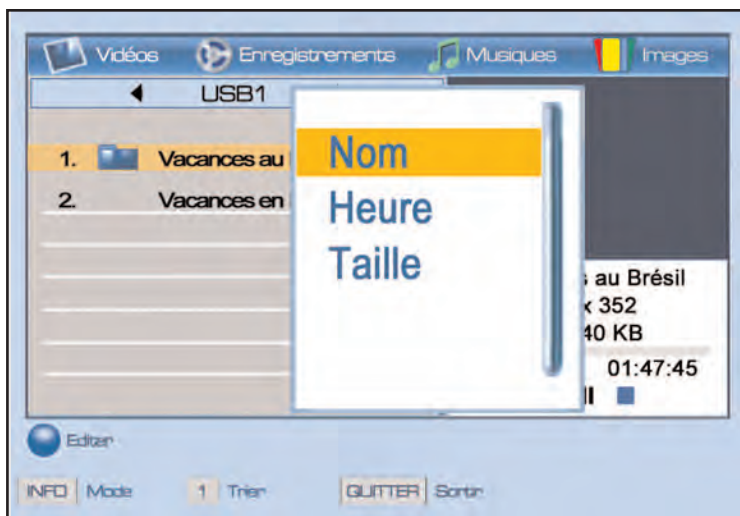 Vidéos Enregistrements Musiques Images
USB1
1. Vacances au
2. Vacances en
Nom
Heure
Taille
au Brésil
x 352
40 KB
01:47:45
Editer
INFO Mode 1 Trier QUITTER Sortir